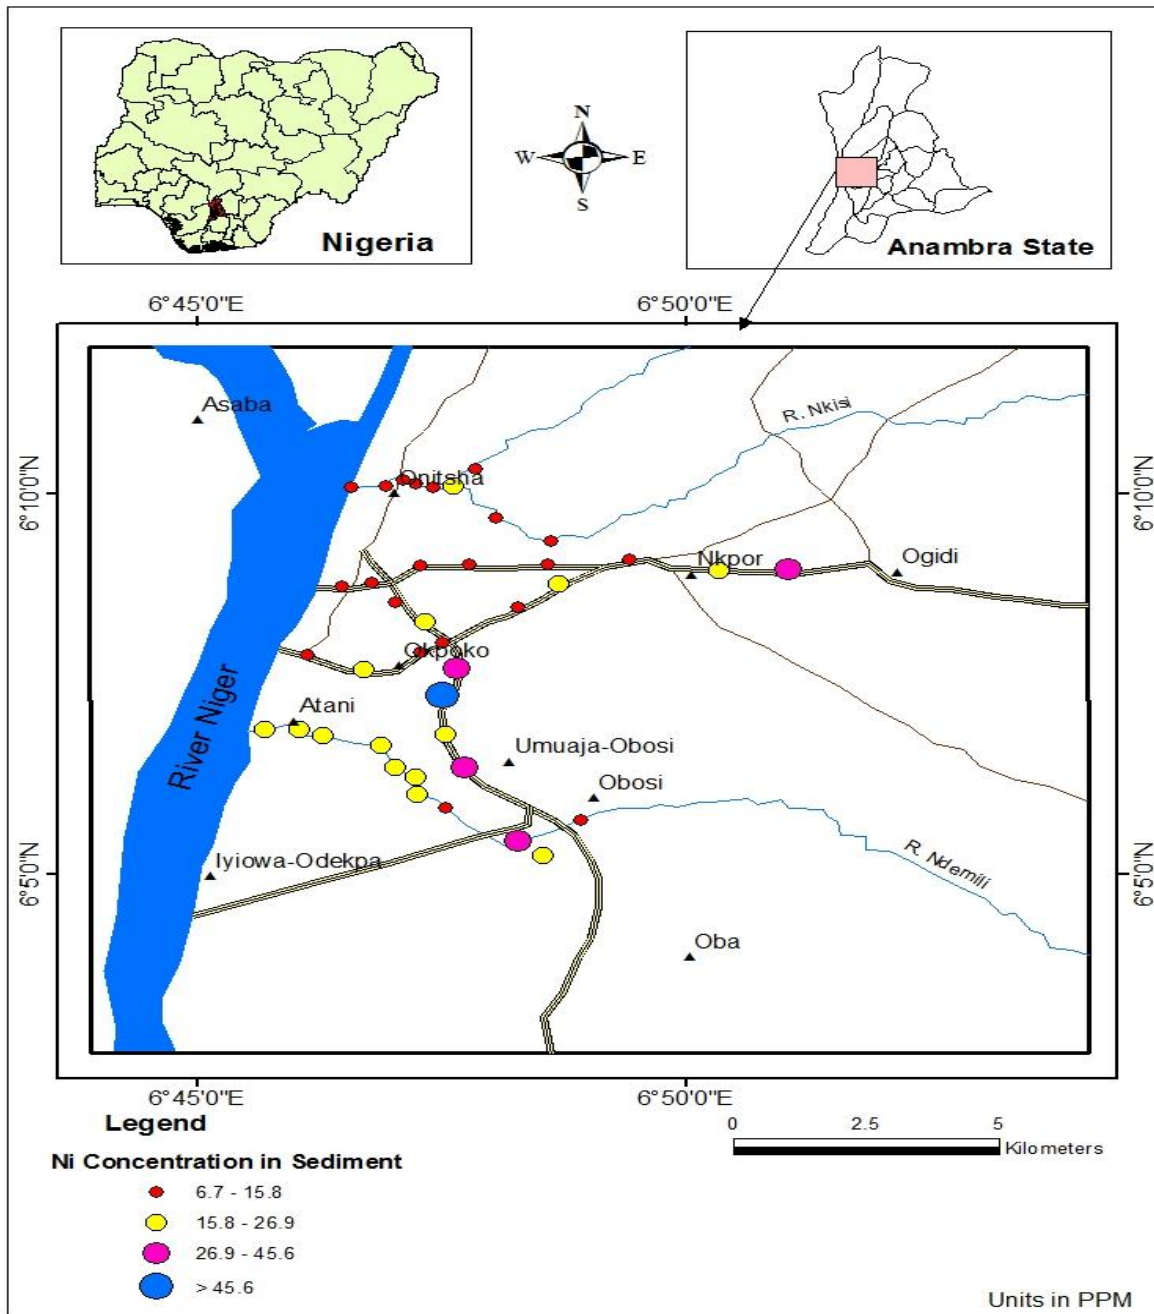 Nigeria
N
W
E
S
Anambra State
6°45'0"E
6°50'0"E
Asaba
R. Nkisi
Onitsha
6°10'0"N
6°10'0"N
Nkpor
Ogidi
Okpoko
River Niger
Atani
Umuaja-Obosi
Obosi
Iyiowa-Odekpa
R. Ndemili
6°5'0"N
6°5'0"N
Oba
6°45'0"E
6°50'0"E
Legend
0 2.5 5
Kilometers
Ni Concentration in Sediment
6.7 - 15.8
15.8 - 26.9
26.9 - 45.6
> 45.6
Units in PPM